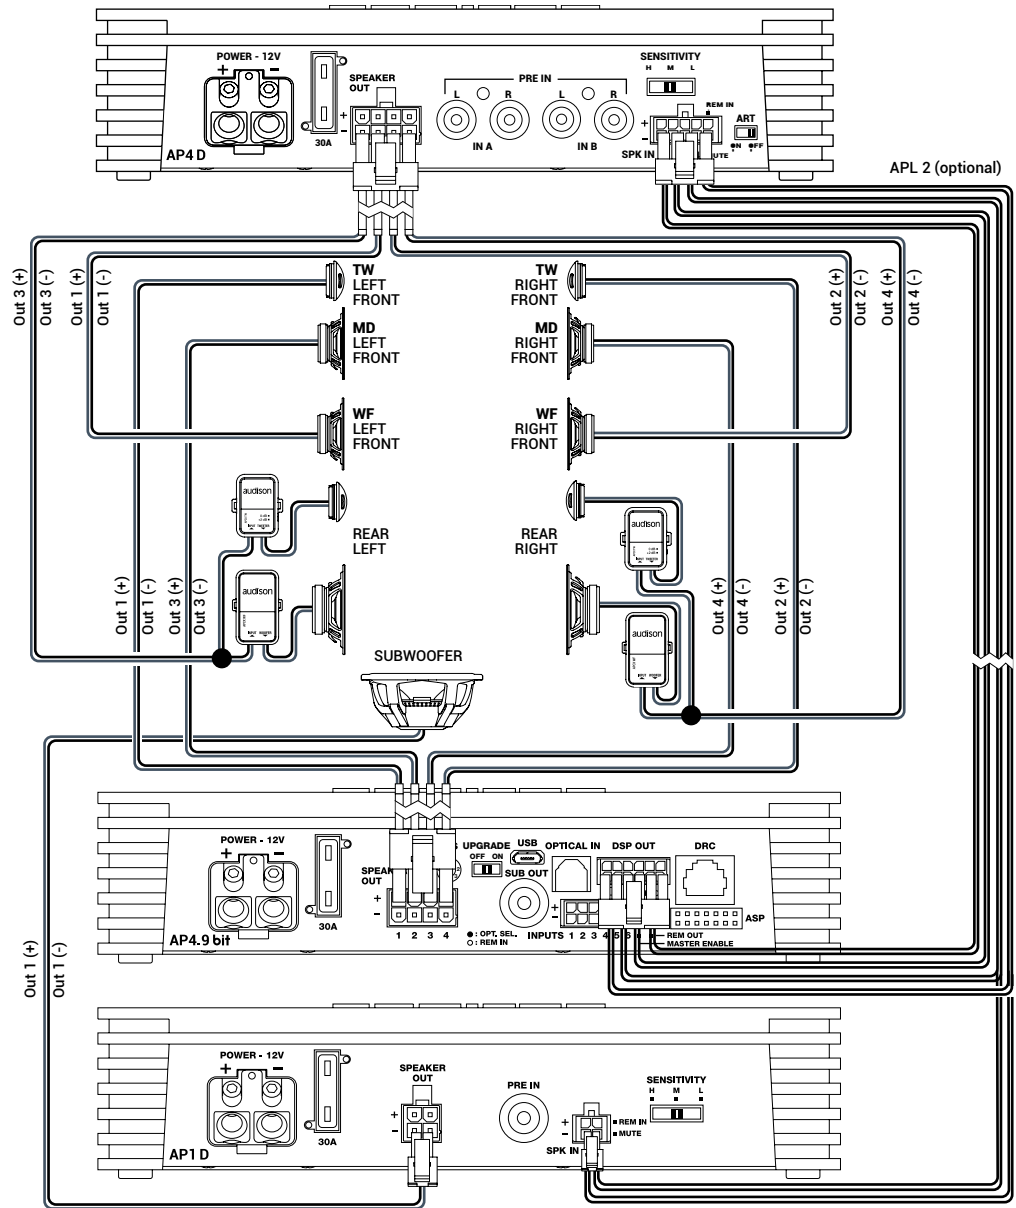 POWER - 12V
+ -
30A
SPEAKER
OUT
+
-
PRE IN
L R L R
IN A IN B
SENSITIVITY
H M L
REM IN
+
-
SPK IN
UTE
ART
ON OFF
AP4 D
APL 2 (optional)
Out 3 (+)
Out 3 (-)
Out 1 (+)
Out 1 (-)
TW
LEFT
FRONT
TW
RIGHT
FRONT
Out 2 (+)
Out 2 (-)
Out 4 (+)
Out 4 (-)
MD
LEFT
FRONT
MD
RIGHT
FRONT
WF
LEFT
FRONT
WF
RIGHT
FRONT
audison
audison
REAR
LEFT
REAR
RIGHT
audison
audison
Out 1 (+)
Out 1 (-)
Out 3 (+)
Out 3 (-)
Out 4 (+)
Out 4 (-)
Out 2 (+)
Out 2 (-)
SUBWOOFER
POWER - 12V
+ -
30A
SPEA
OUT
+
-
1 2 3 4
UPGRADE
OFF ON
USB
SUB OUT
OPTICAL IN
DSP OUT
DRC
+
-
ASP
● : OPT. SEL.
○ : REM IN
INPUTS 1 2 3 4 5 6
REM OUT
MASTER ENABLE
AP4.9 bit
Out 1 (+)
Out 1 (-)
POWER - 12V
+ -
30A
SPEAKER
OUT
+
-
PRE IN
SENSITIVITY
H M L
+
-
REM IN
MUTE
SPK IN
AP1 D